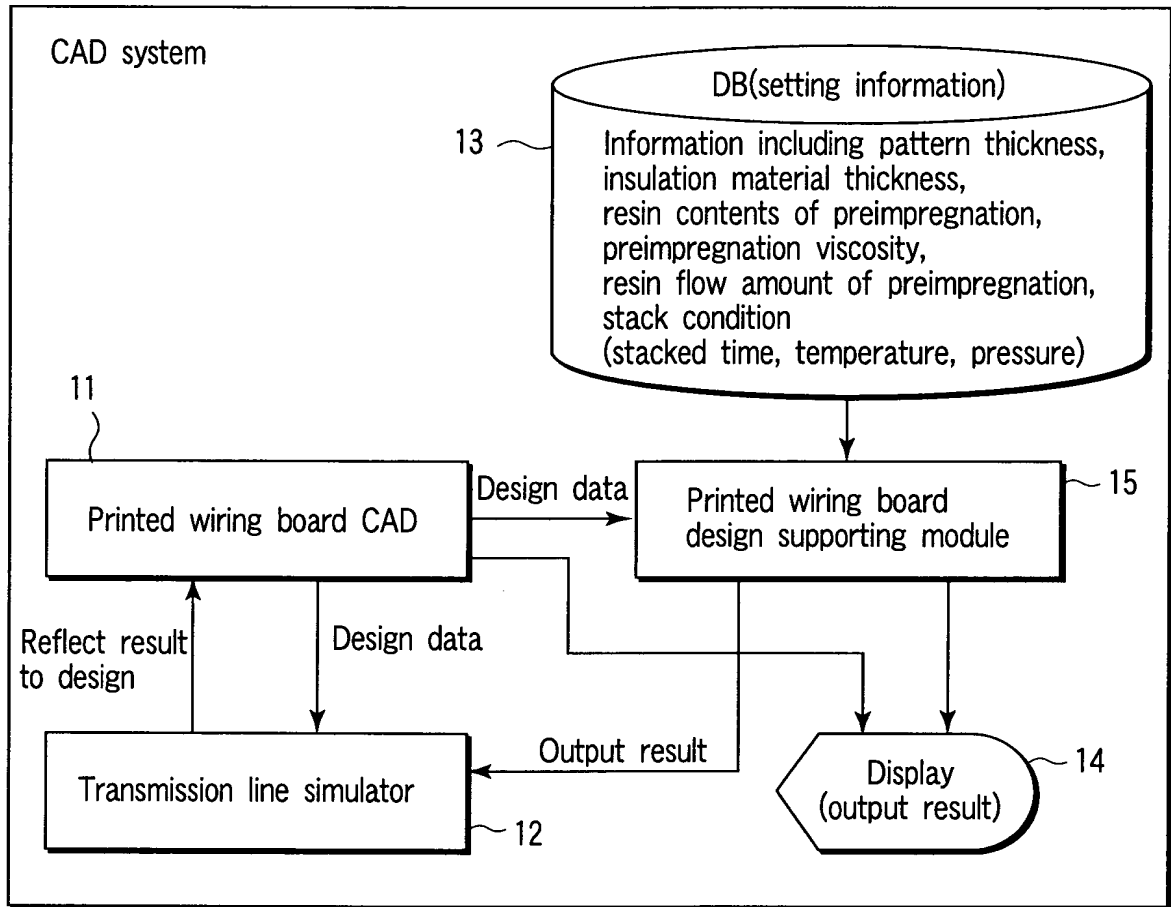 CAD system
DB(setting information)
13
Information including pattern thickness,
insulation material thickness,
resin contents of preimpregnation,
preimpregnation viscosity,
resin flow amount of preimpregnation,
stack condition
(stacked time, temperature, pressure)
11
Printed wiring board CAD
Design data
Printed wiring board
design supporting module
15
Reflect result
to design
Design data
Transmission line simulator
12
Output result
Display
(output result)
14